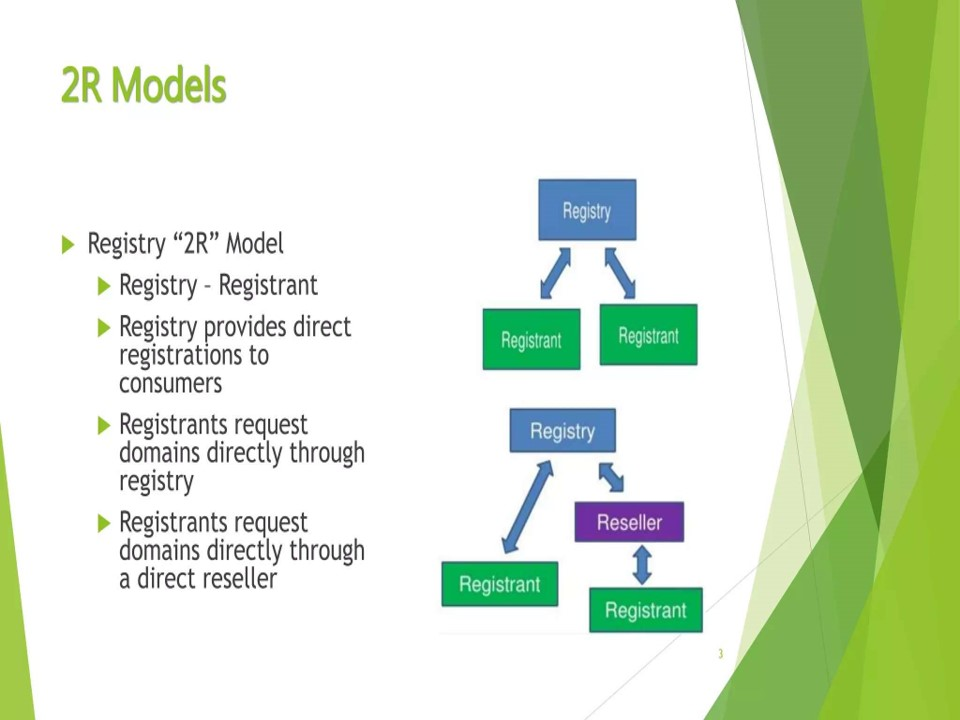 2R Models
Registry “2R” Model
Registry – Registrant
Registry provides direct
registrations to
consumers
Registrants request
domains directly through
registry
Registrants request
domains directly through
a direct reseller
Registry
Registrant
Registrant
Registry
Reseller
Registrant
Registrant
3